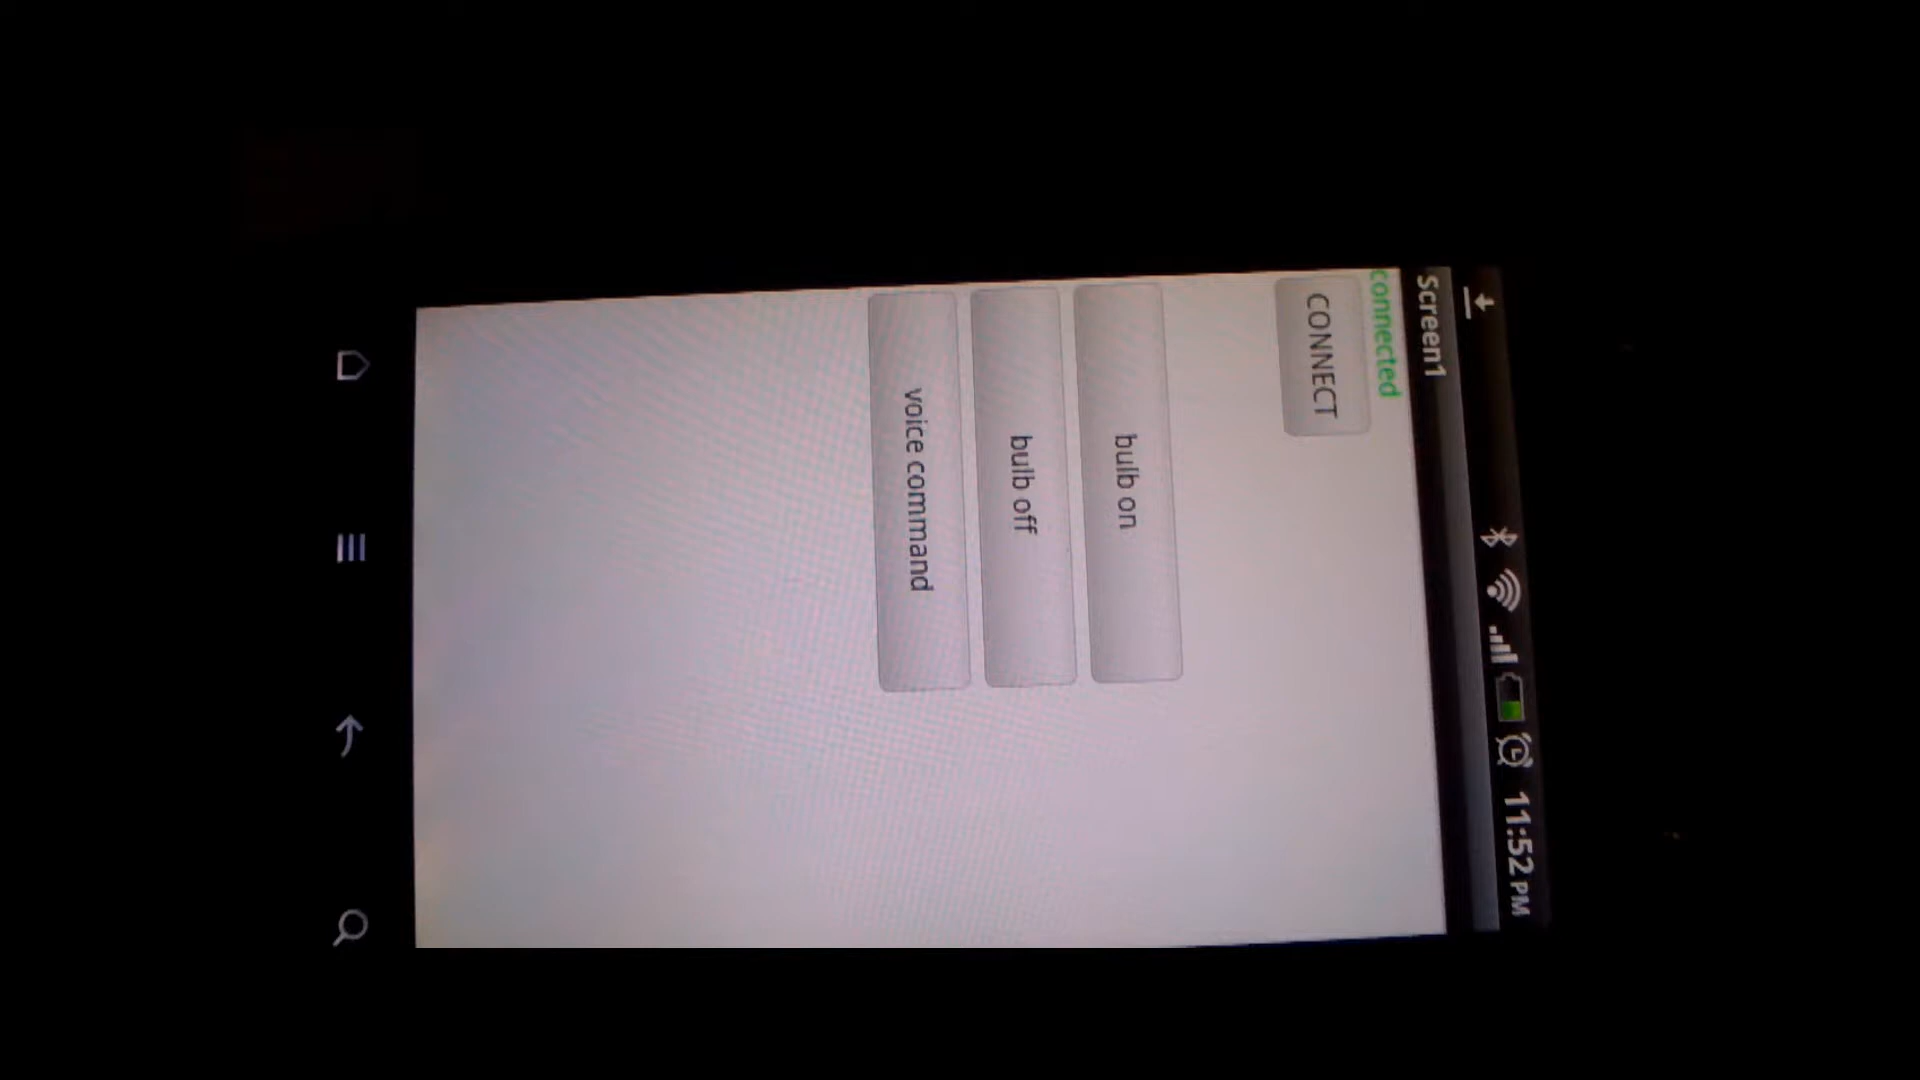 11:52 PM
Screen1
connected
CONNECT
bulb on
bulb off
voice command